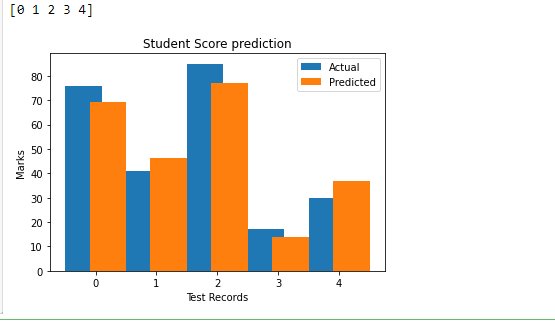 [0 1 2 3 4]
Student Score prediction
Actual
Predicted
80
70
60
50
40
30
20
10
0
Marks
0 1 2 3 4
Test Records